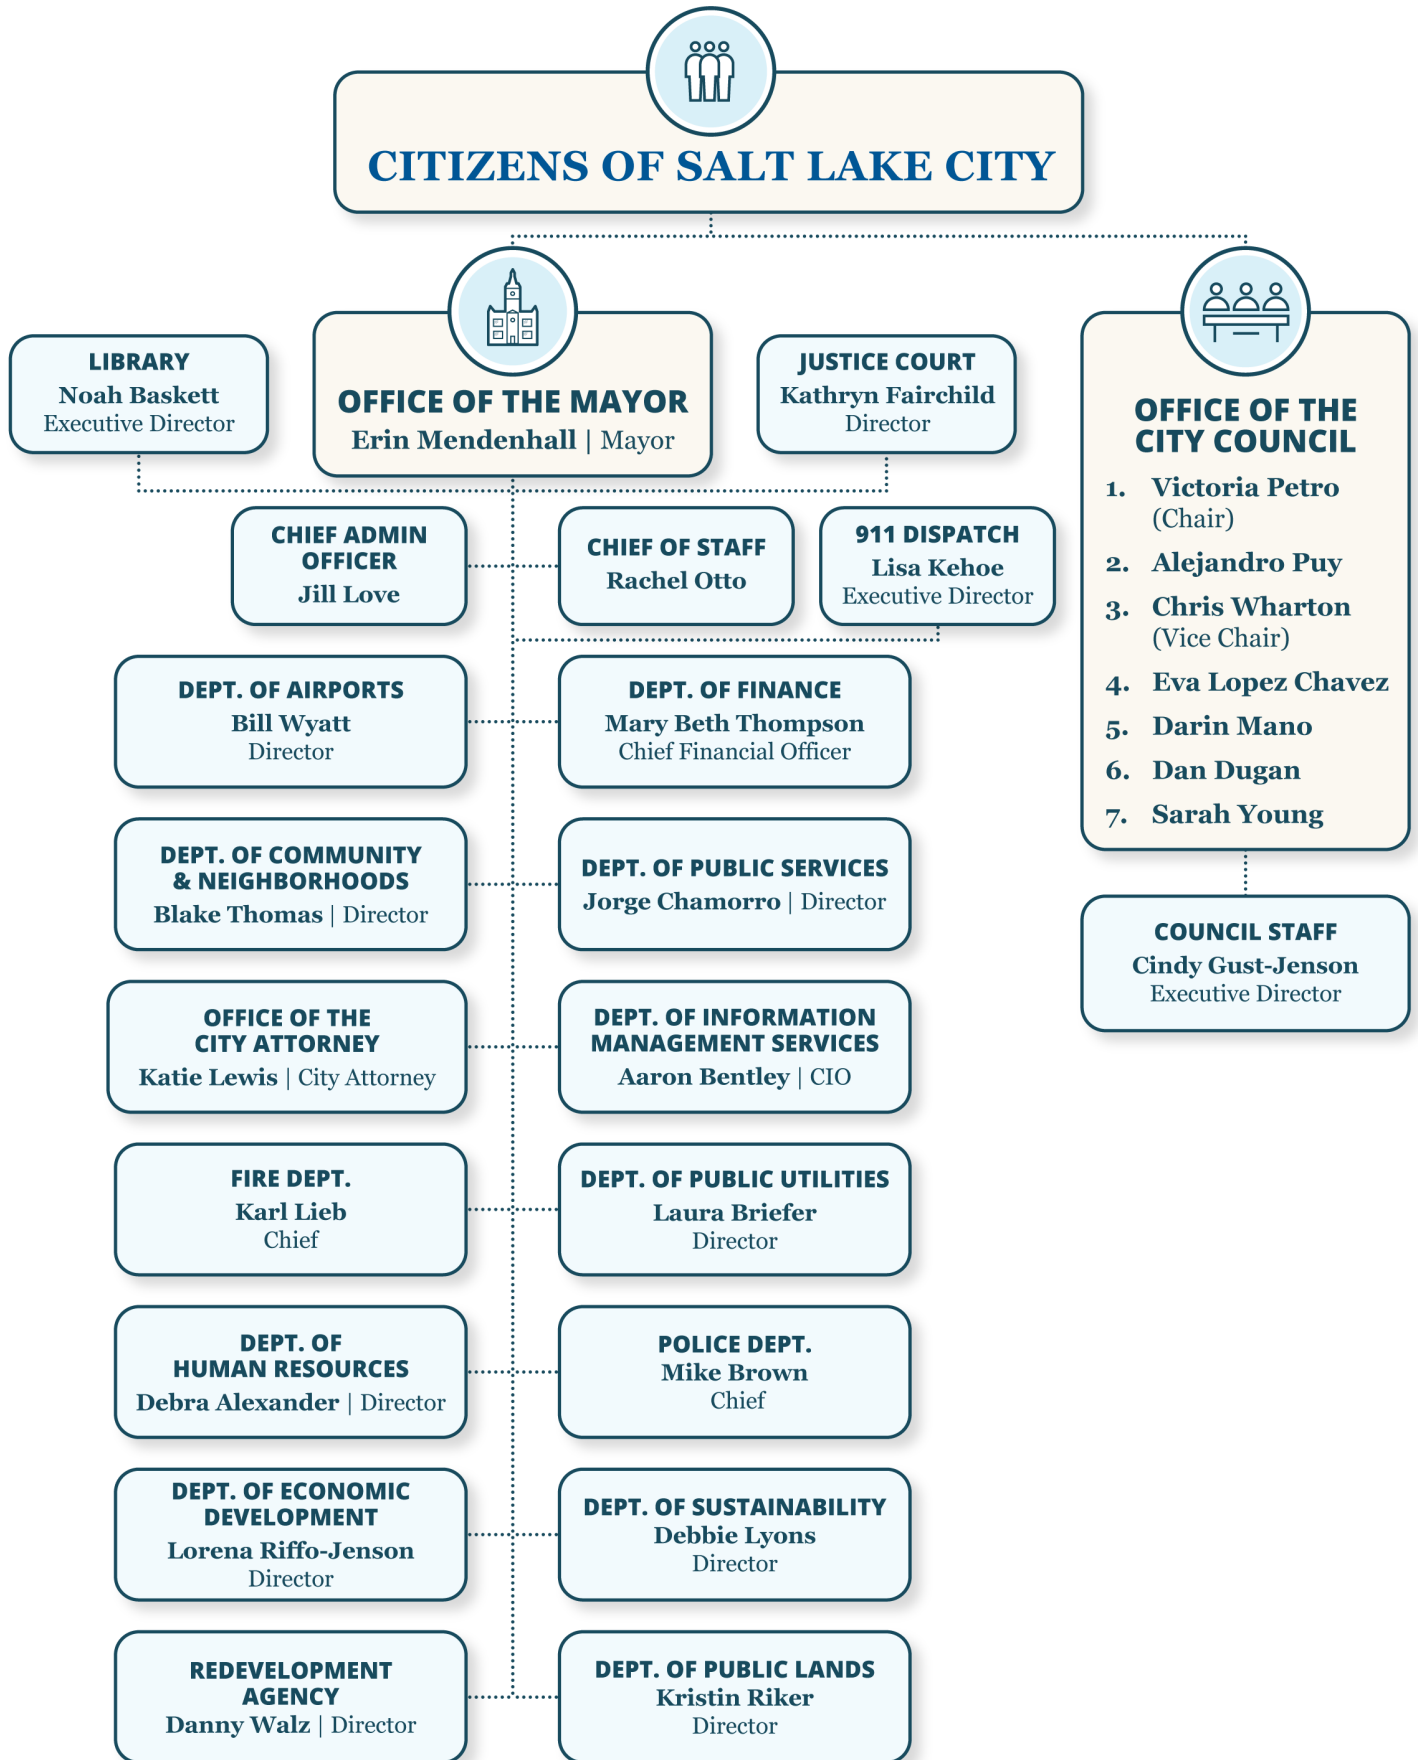 CITIZENS OF SALT LAKE CITY
LIBRARY
Noah Baskett
Executive Director
OFFICE OF THE MAYOR
Erin Mendenhall | Mayor
JUSTICE COURT
Kathryn Fairchild
Director
OFFICE OF THE
CITY COUNCIL
1. Victoria Petro
(Chair)
2. Alejandro Puy
3. Chris Wharton
(Vice Chair)
4. Eva Lopez Chavez
5. Darin Mano
6. Dan Dugan
7. Sarah Young
COUNCIL STAFF
Cindy Gust-Jenson
Executive Director
CHIEF ADMIN
OFFICER
Jill Love
CHIEF OF STAFF
Rachel Otto
911 DISPATCH
Lisa Kehoe
Executive Director
DEPT. OF AIRPORTS
Bill Wyatt
Director
DEPT. OF FINANCE
Mary Beth Thompson
Chief Financial Officer
DEPT. OF COMMUNITY
& NEIGHBORHOODS
Blake Thomas | Director
DEPT. OF PUBLIC SERVICES
Jorge Chamorro | Director
OFFICE OF THE
CITY ATTORNEY
Katie Lewis | City Attorney
DEPT. OF INFORMATION
MANAGEMENT SERVICES
Aaron Bentley | CIO
FIRE DEPT.
Karl Lieb
Chief
DEPT. OF PUBLIC UTILITIES
Laura Briefer
Director
DEPT. OF
HUMAN RESOURCES
Debra Alexander | Director
POLICE DEPT.
Mike Brown
Chief
DEPT. OF ECONOMIC
DEVELOPMENT
Lorena Riffo-Jenson
Director
DEPT. OF SUSTAINABILITY
Debbie Lyons
Director
REDEVELOPMENT
AGENCY
Danny Walz | Director
DEPT. OF PUBLIC LANDS
Kristin Riker
Director